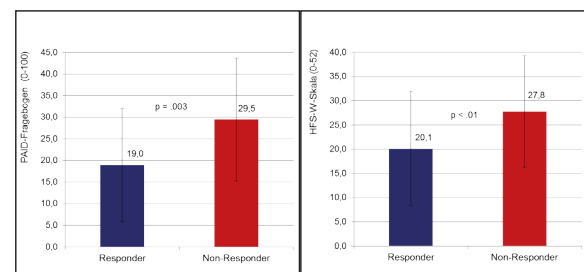 PAID-Fragebogen (0-100)
45,0
40,0
35,0
30,0
25,0
20,0
15,0
10,0
5,0
0,0
p = .003
19,0
29,5
Responder
Non-Responder
HFS-W-Skala (0-52)
40,0
35,0
30,0
25,0
20,0
15,0
10,0
5,0
0,0
p < .01
20,1
27,8
Responder
Non-Responder